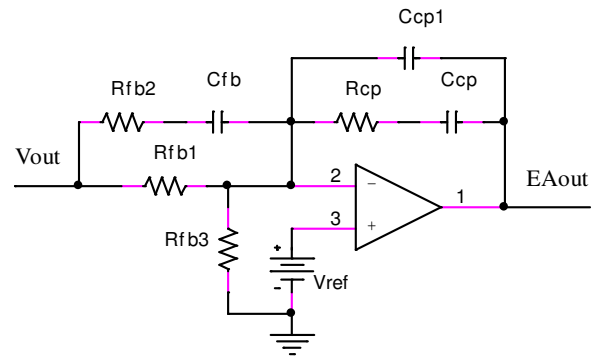 Ccp1
Rfb2
Cfb
Rcp
Ccp
Vout
Rfb1
2
−
1
EAout
3
+
Rfb3
+
-
Vref